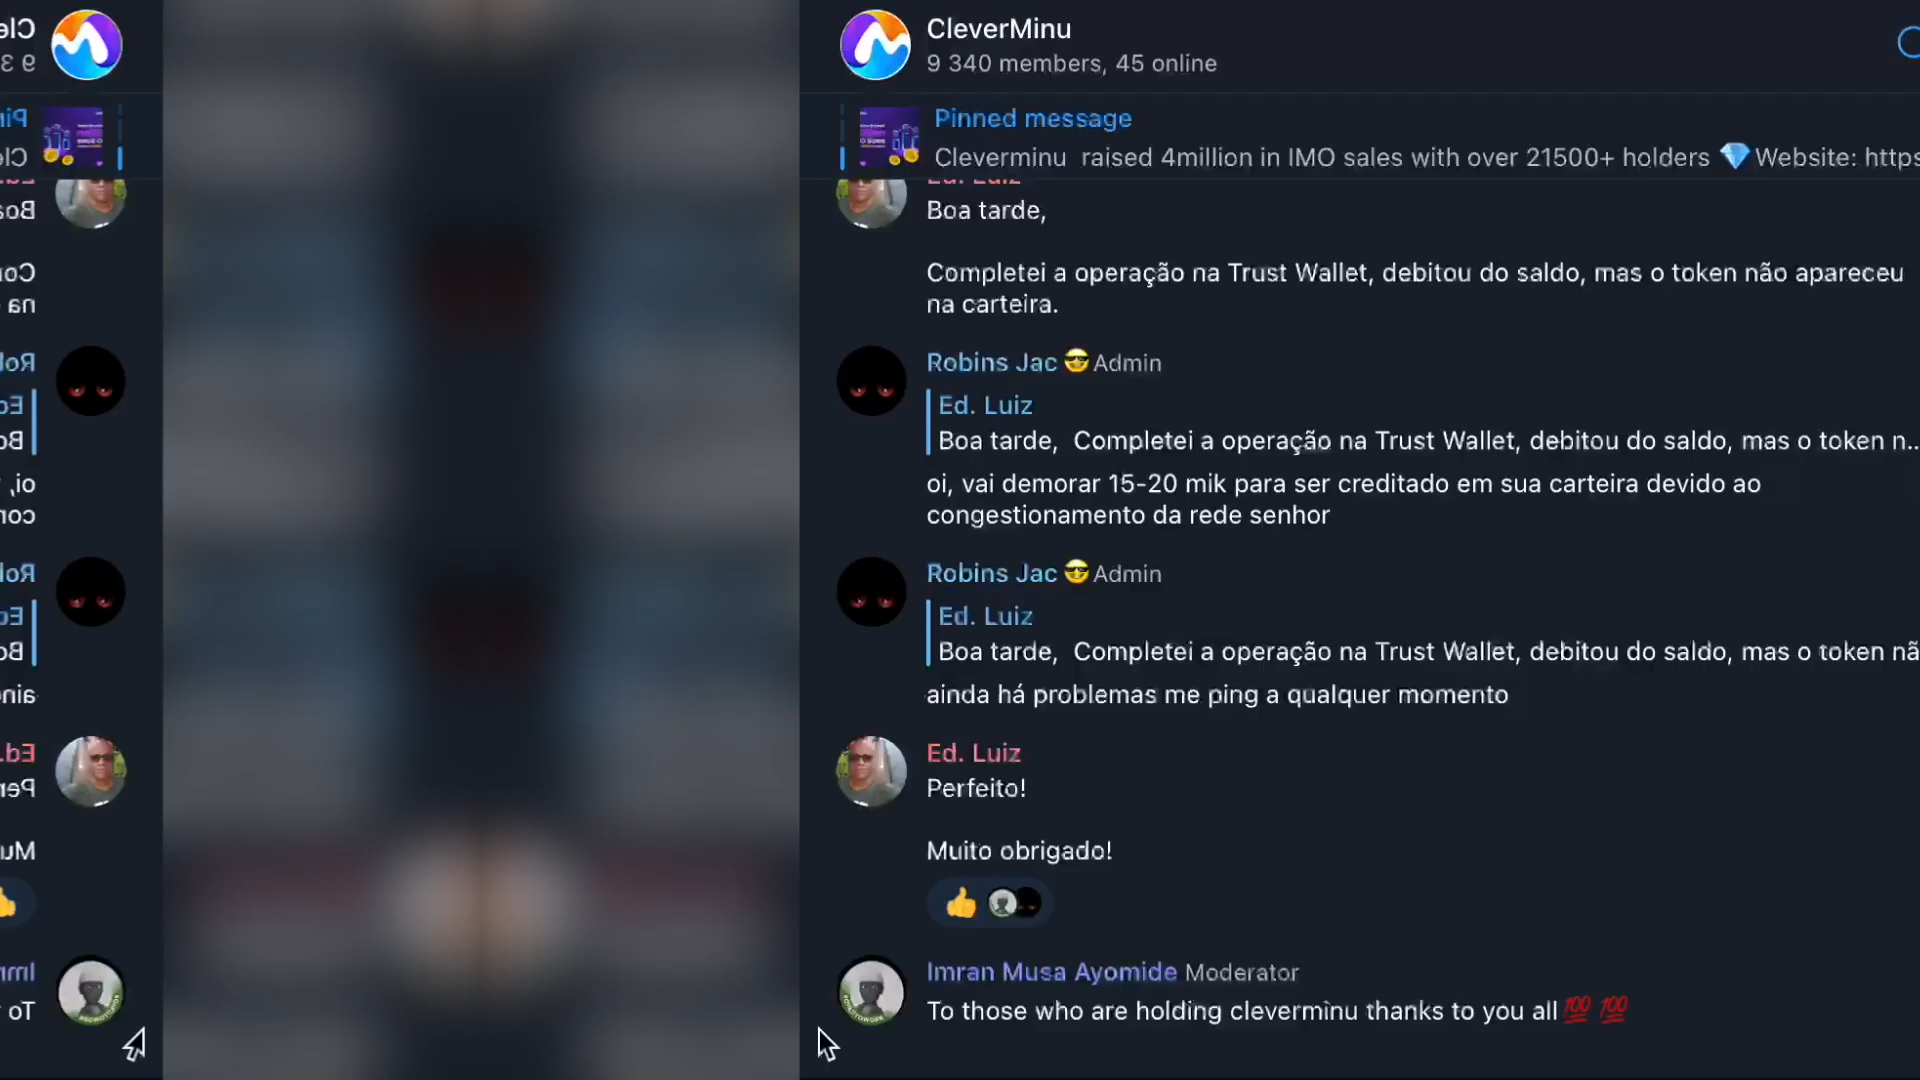 CleverMinu
9 340 members, 45 online
Pinned message
Cleverminu raised 4million in IMO sales with over 21500+ holders 💎Website: https
Ed. Luiz
Boa tarde,
Completei a operação na Trust Wallet, debitou do saldo, mas o token não apareceu
na carteira.
Robins Jac 😎 Admin
Ed. Luiz
Boa tarde, Completei a operação na Trust Wallet, debitou do saldo, mas o token n...
oi, vai demorar 15-20 mik para ser creditado em sua carteira devido ao
congestionamento da rede senhor
Robins Jac 😎 Admin
Ed. Luiz
Boa tarde, Completei a operação na Trust Wallet, debitou do saldo, mas o token nã
ainda há problemas me ping a qualquer momento
Ed. Luiz
Perfeito!
Muito obrigado!
Imran Musa Ayomide Moderator
To those who are holding cleverminu thanks to you all 💯 💯